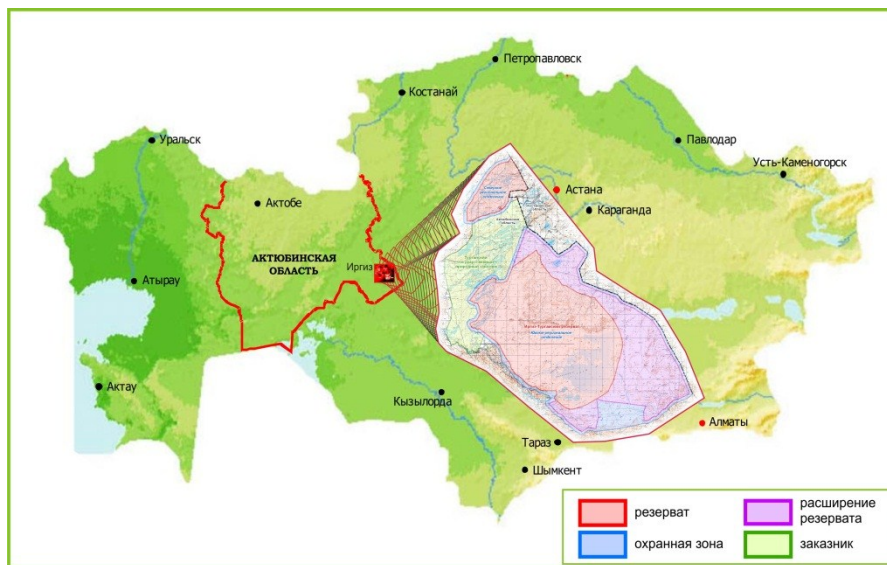 Петропавловск
Костанай
Уральск
Павлодар
Усть-Каменогорск
Астана
Актобе
Караганда
АКТЮБИНСКАЯ
ОБЛАСТЬ
Иргиз
Атырау
Актау
Кызылорда
Алматы
Тараз
Шымкент
резерват
расширение
резервата
охранная зона
заказник